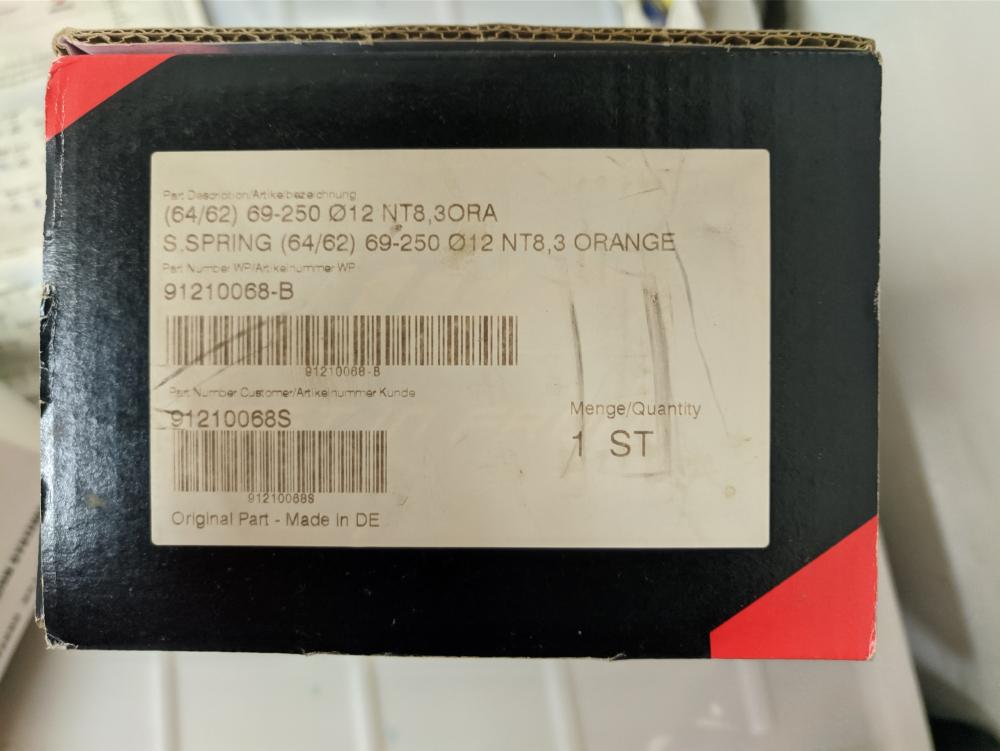 Part Description/Artikelbezeichnung
(64/62) 69-250 Ø12 NT8,3ORA
S.SPRING (64/62) 69-250 Ø12 NT8,3 ORANGE
Part Number WP/Artikelnummer WP
91210068-B
91210068-B
Part Number Customer/Artikelnummer Kunde
91210068S
91210068S
Menge/Quantity
1 ST
Original Part - Made in DE